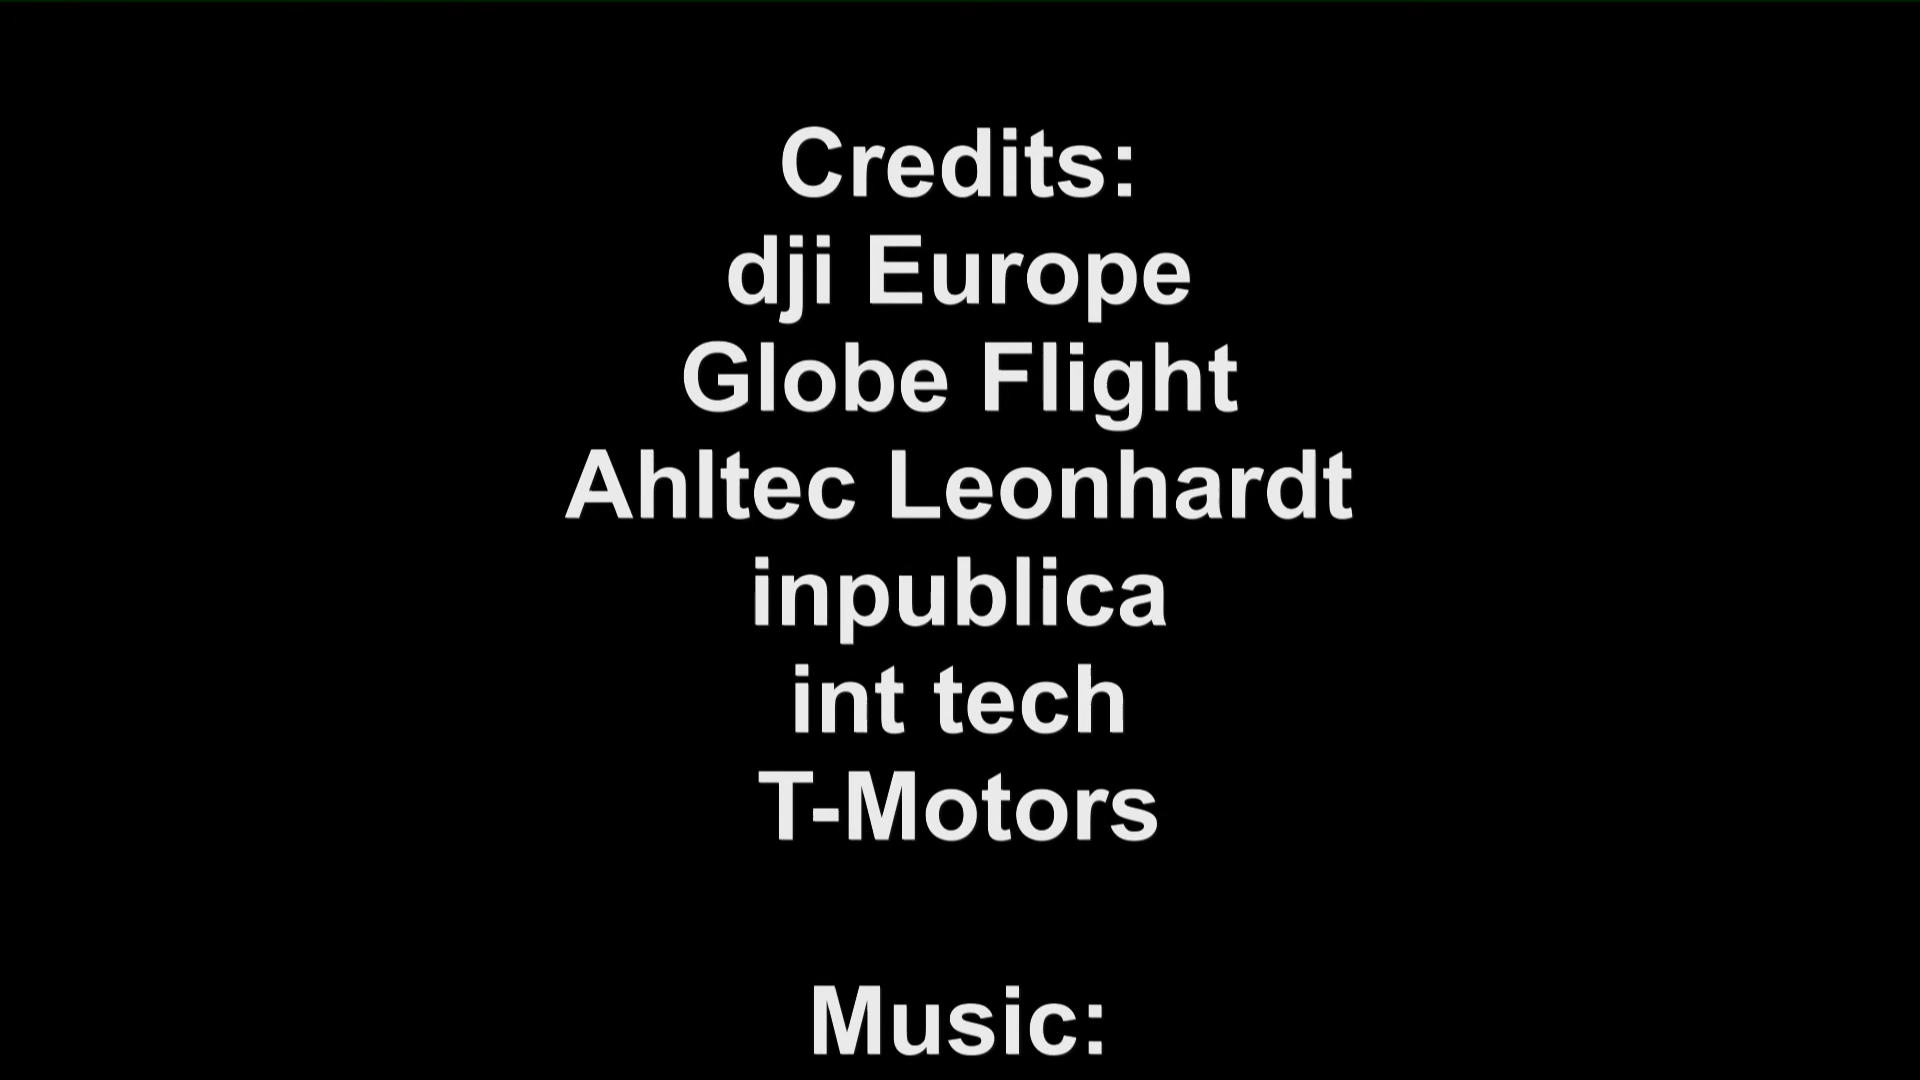 Credits:
dji Europe
Globe Flight
Ahltec Leonhardt
inpublica
int tech
T-Motors
Music: